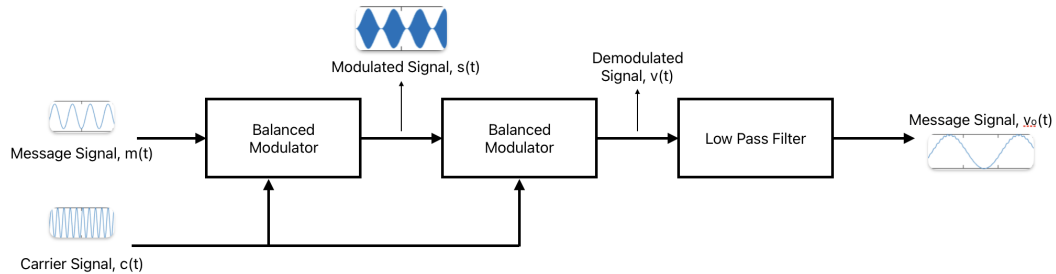 Modulated Signal, s(t)
Demodulated
Signal, v(t)
Message Signal, m(t)
Balanced
Modulator
Balanced
Modulator
Low Pass Filter
Message Signal, v₀(t)
Carrier Signal, c(t)